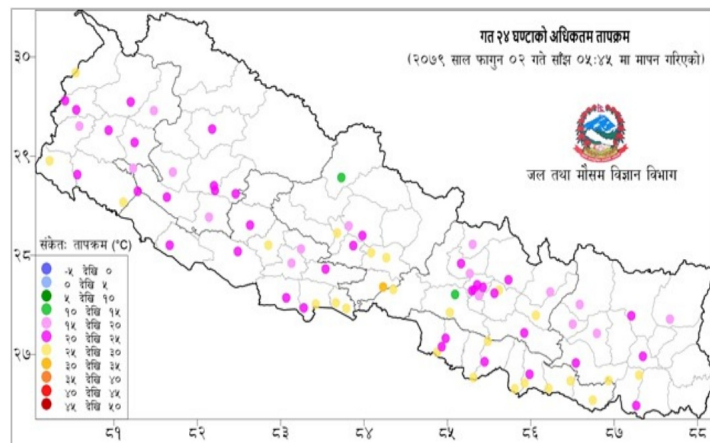 गत २४ घण्टाको अधिकतम तापक्रम
(२०७९ साल फागुन ०२ गते साँझ ०५:४५ मा मापन गरिएको)
जल तथा मौसम विज्ञान विभाग
३०
२९
२८
२७
संकेतः तापक्रम (°C)
-५ देखि ०
० देखि ५
५ देखि १०
१० देखि १५
१५ देखि २०
२० देखि २५
२५ देखि ३०
३० देखि ३५
३५ देखि ४०
४० देखि ४५
४५ देखि ५०
८१ ८२ ८३ ८४ ८५ ८६ ८७ ८८